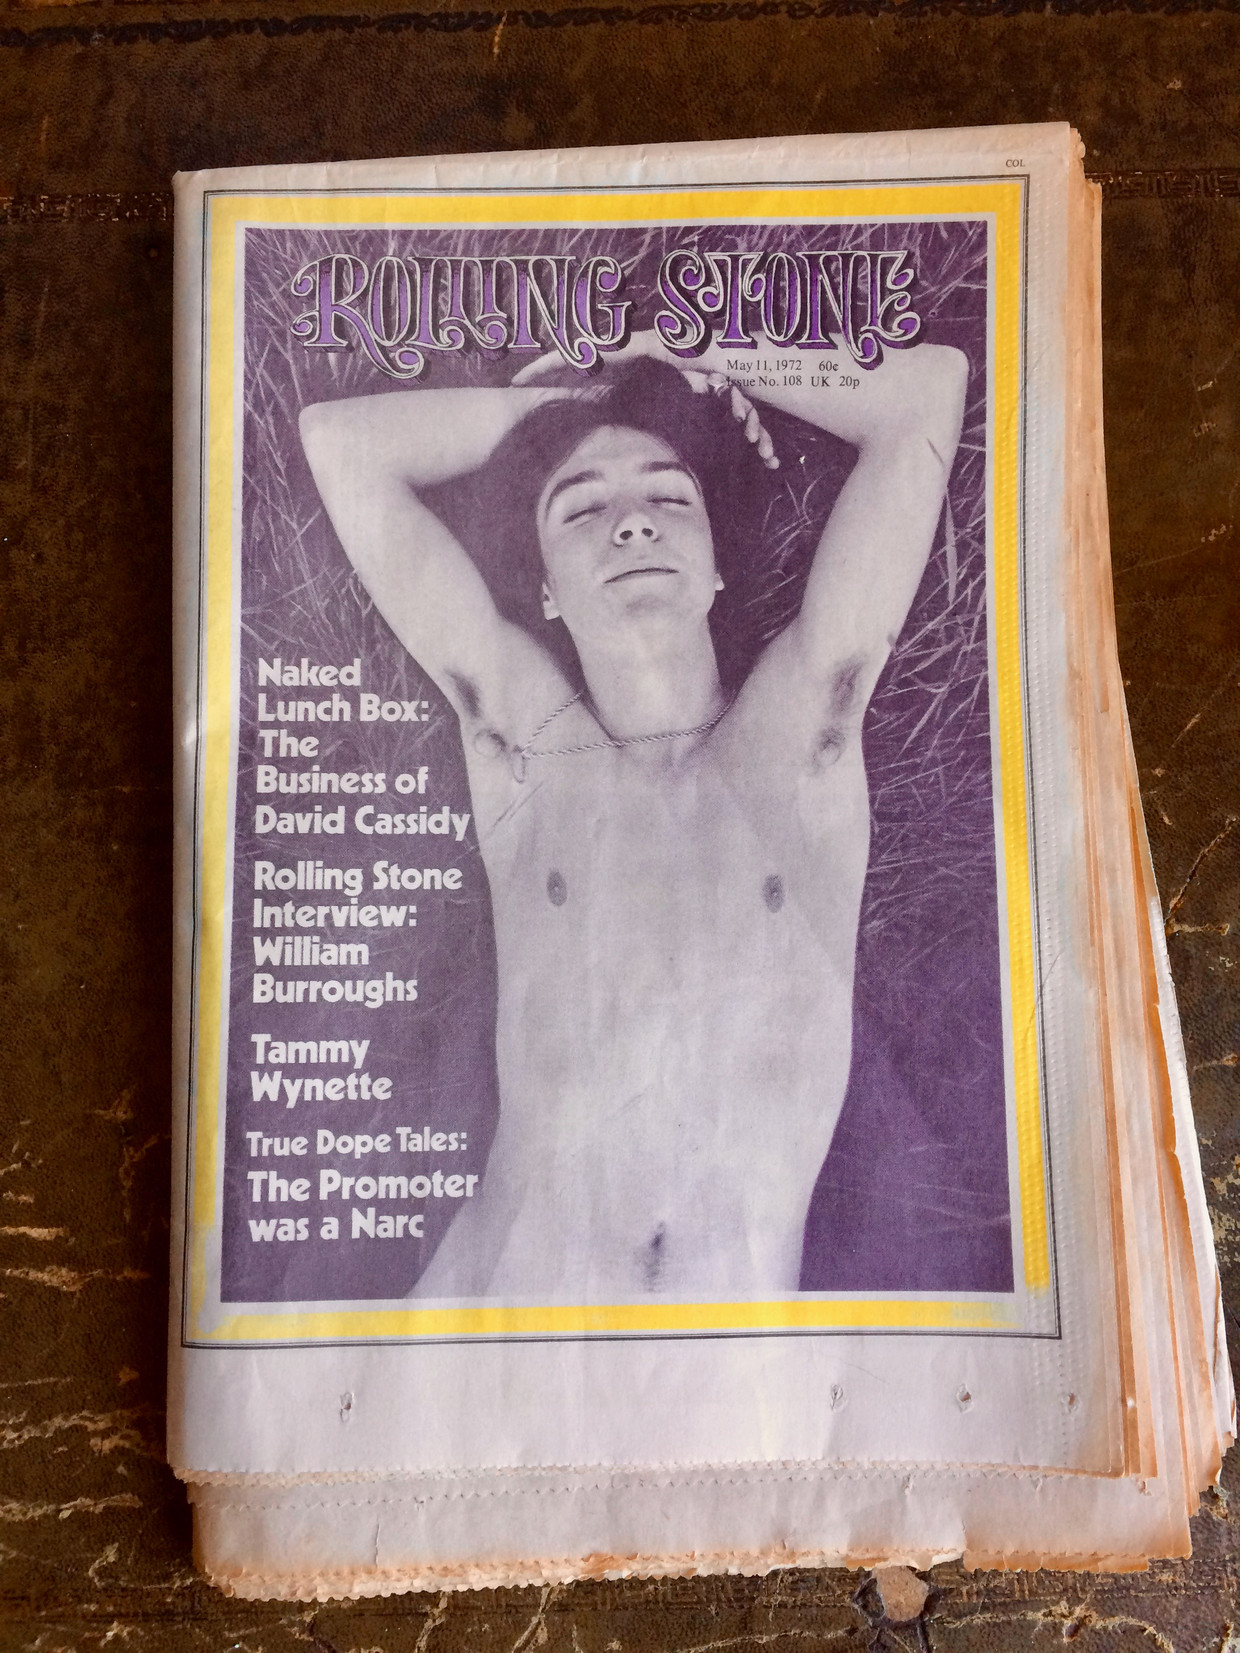 COL
ROLLING STONE
May 11, 1972 60¢
Issue No. 108 UK 20p
Naked
Lunch Box:
The
Business of
David Cassidy
Rolling Stone
Interview:
William
Burroughs
Tammy
Wynette
True Dope Tales:
The Promoter
was a Narc